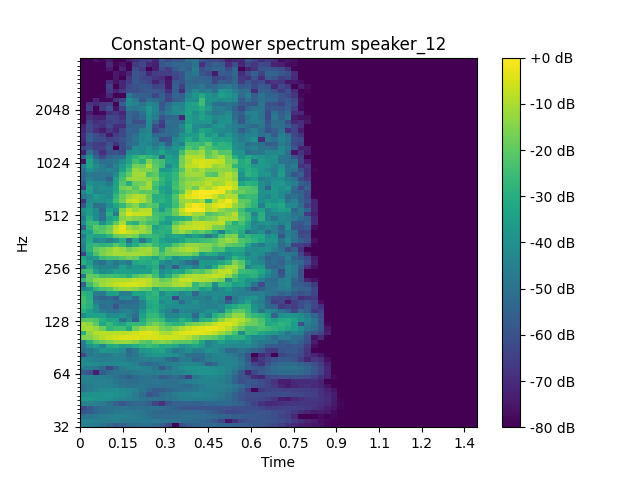 Constant-Q power spectrum speaker_12
Hz
2048
1024
512
256
128
64
32
0 0.15 0.3 0.45 0.6 0.75 0.9 1.1 1.2 1.4
Time
+0 dB
-10 dB
-20 dB
-30 dB
-40 dB
-50 dB
-60 dB
-70 dB
-80 dB